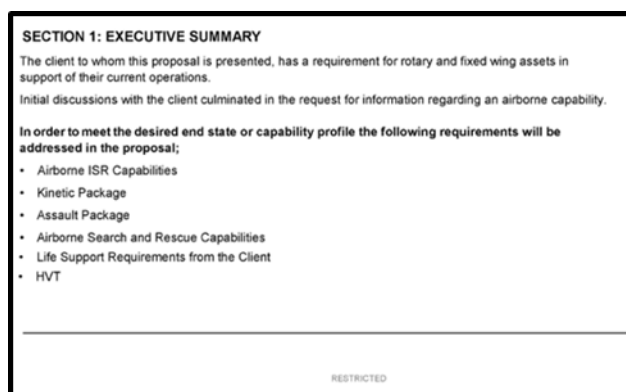 SECTION 1: EXECUTIVE SUMMARY
The client to whom this proposal is presented, has a requirement for rotary and fixed wing assets in
support of their current operations.
Initial discussions with the client culminated in the request for information regarding an airborne capability.
In order to meet the desired end state or capability profile the following requirements will be
addressed in the proposal;
• Airborne ISR Capabilities
• Kinetic Package
• Assault Package
• Airborne Search and Rescue Capabilities
• Life Support Requirements from the Client
• HVT
RESTRICTED